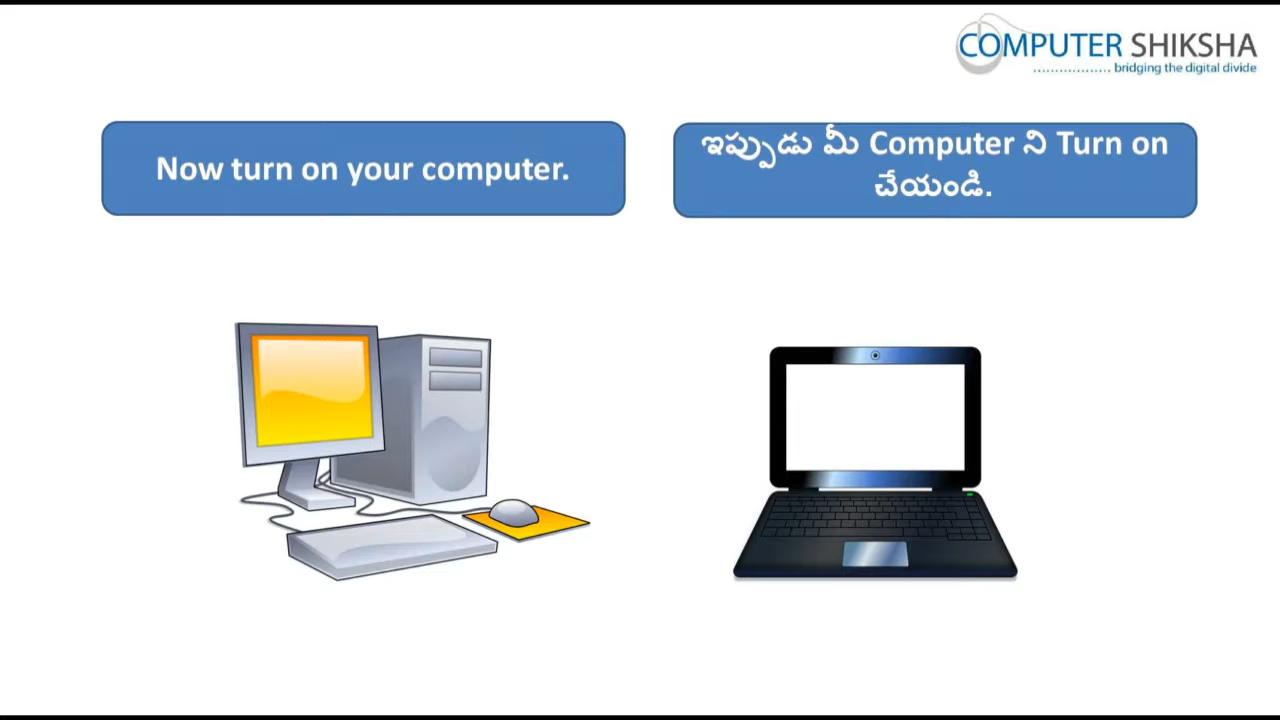 COMPUTER SHIKSHA
bridging the digital divide
Now turn on your computer.
ఇప్పుడు మీ Computer ని Turn on
చేయండి.